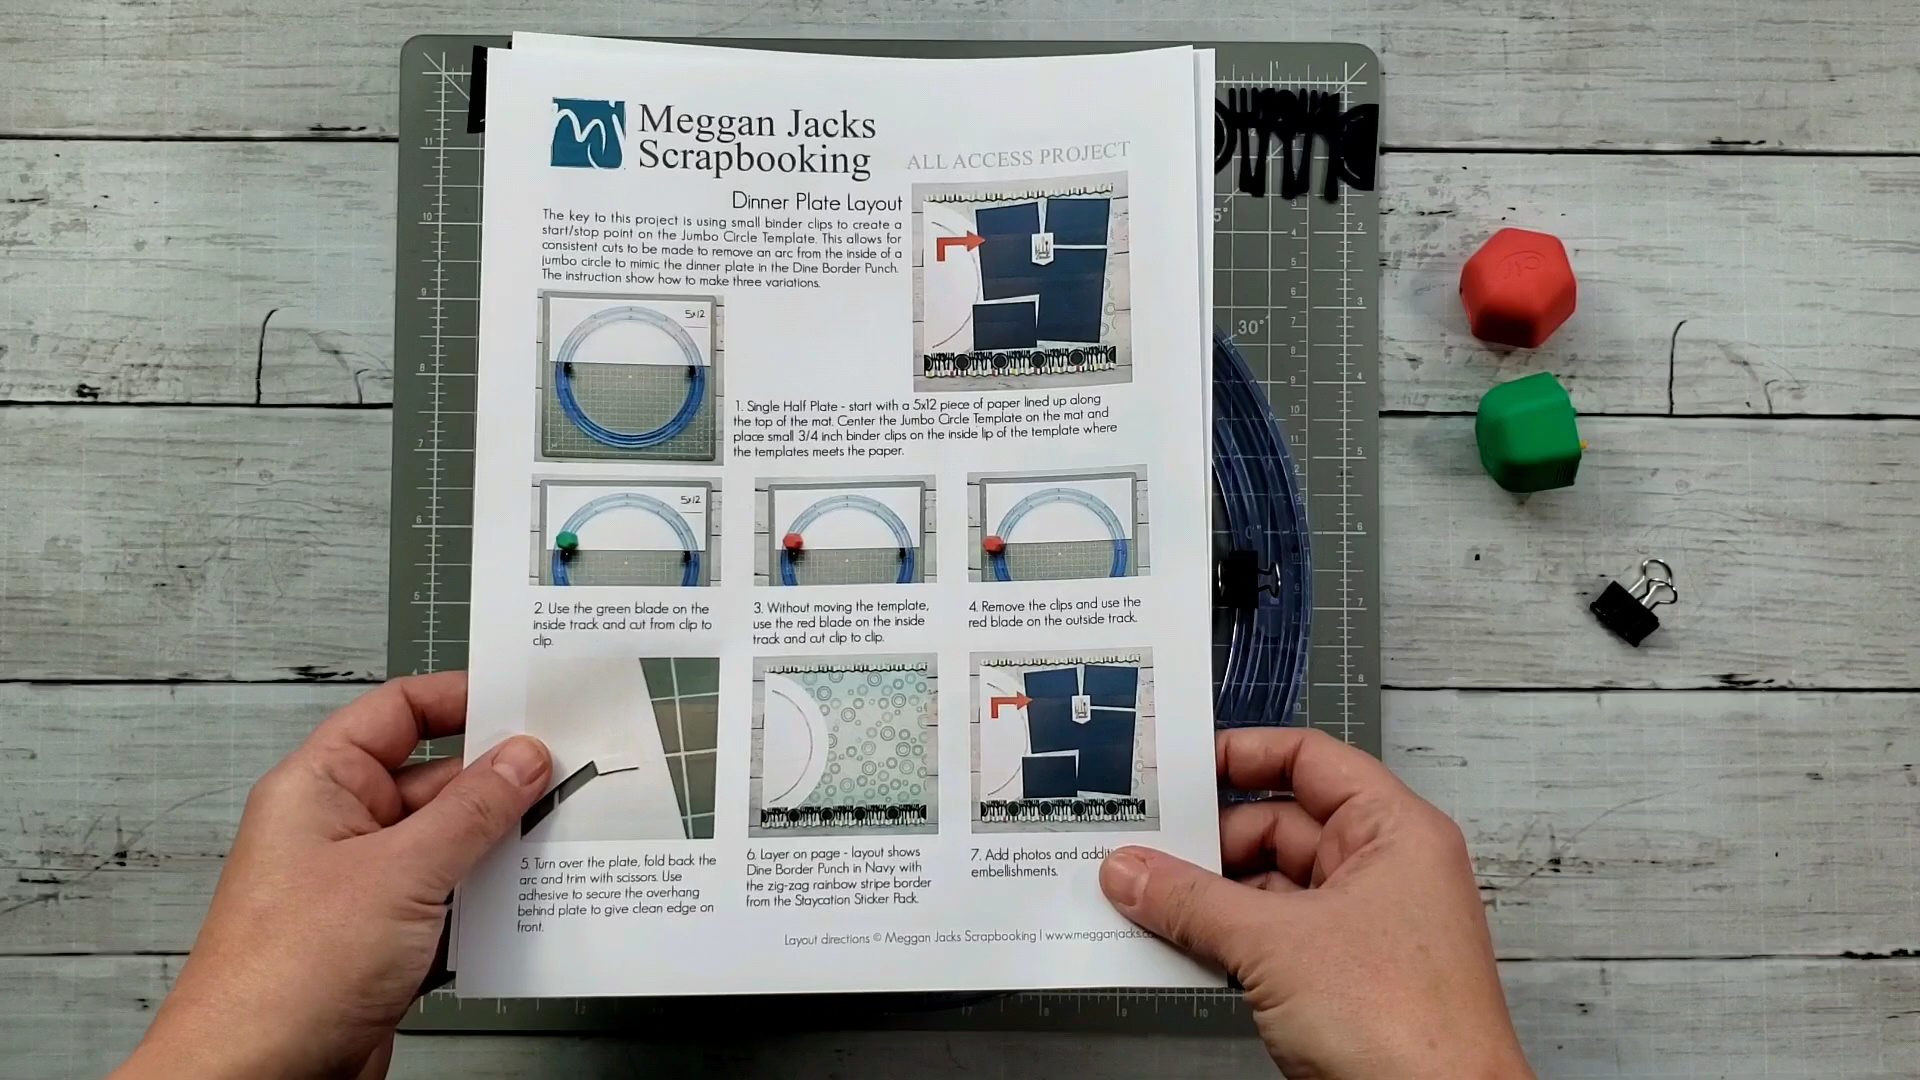 Meggan Jacks
Scrapbooking
ALL ACCESS PROJECT
Dinner Plate Layout
The key to this project is using small binder clips to create a
start/stop point on the Jumbo Circle Template. This allows for
consistent cuts to be made to remove an arc from the inside of a
jumbo circle to mimic the dinner plate in the Dine Border Punch.
The instruction show how to make three variations.
5x12
1. Single Half Plate - start with a 5x12 piece of paper lined up along
the top of the mat. Center the Jumbo Circle Template on the mat and
place small 3/4 inch binder clips on the inside lip of the template where
the templates meets the paper.
5x12
2. Use the green blade on the
inside track and cut from clip to
clip.
3. Without moving the template,
use the red blade on the inside
track and cut clip to clip.
4. Remove the clips and use the
red blade on the outside track.
5. Turn over the plate, fold back the
arc and trim with scissors. Use
adhesive to secure the overhang
behind plate to give clean edge on
front.
6. Layer on page - layout shows
Dine Border Punch in Navy with
the zig-zag rainbow stripe border
from the Staycation Sticker Pack.
7. Add photos and
embellishments.
Layout directions © Meggan Jacks Scrapbooking | www.megganjacks.
30°